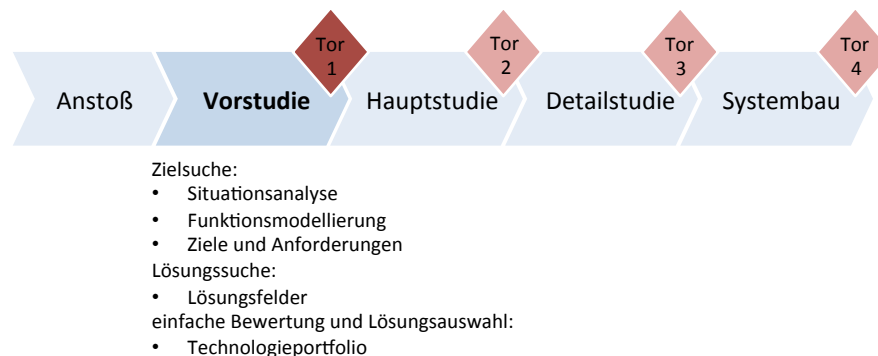 Tor
1
Tor
2
Tor
3
Tor
4
Anstoß
Vorstudie
Hauptstudie
Detailstudie
Systembau
Zielsuche:
• Situationsanalyse
• Funktionsmodellierung
• Ziele und Anforderungen
Lösungssuche:
• Lösungsfelder
einfache Bewertung und Lösungsauswahl:
• Technologieportfolio